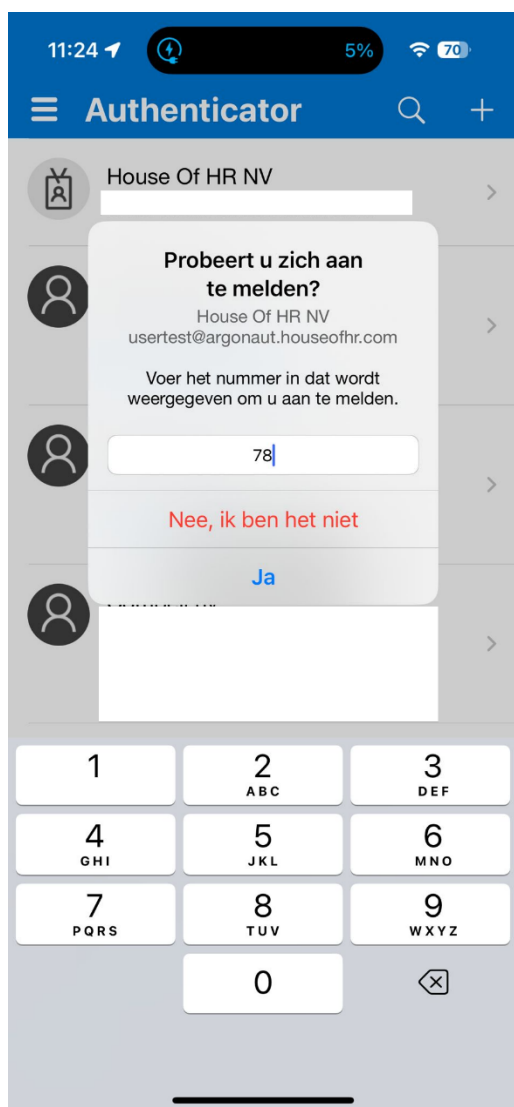 11:24
5%
70
Authenticator
House Of HR NV
Probeert u zich aan
te melden?
House Of HR NV
usertest@argonaut.houseofhr.com
Voer het nummer in dat wordt
weergegeven om u aan te melden.
78
Nee, ik ben het niet
Ja
1
2
ABC
3
DEF
4
GHI
5
JKL
6
MNO
7
PQRS
8
TUV
9
WXYZ
0